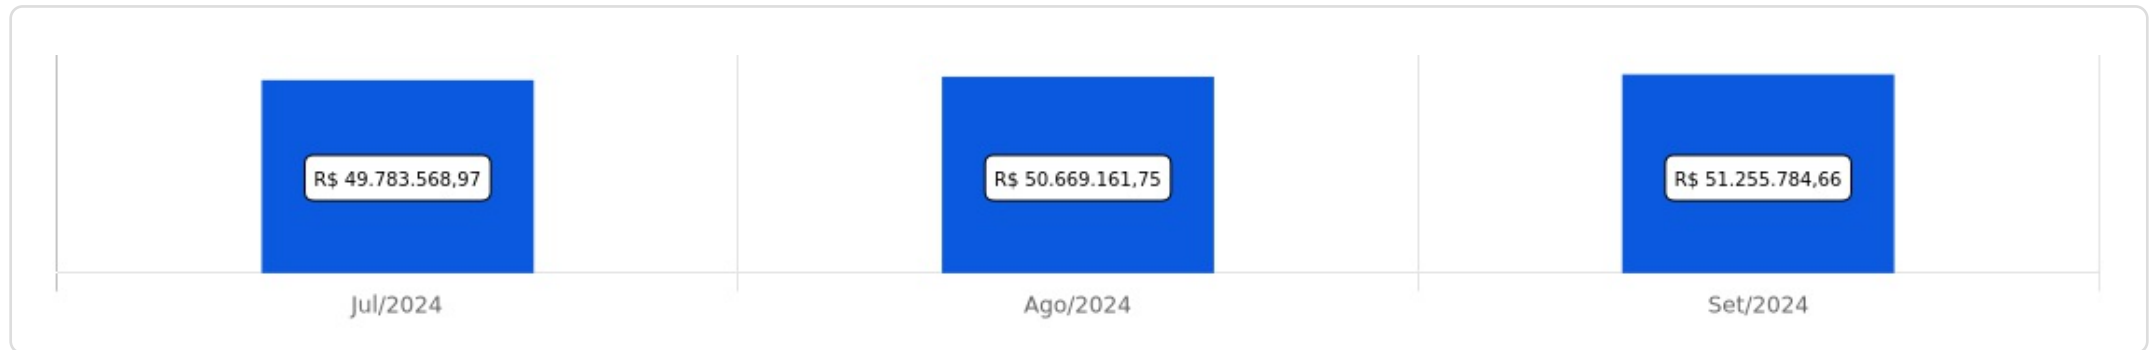 R$ 49.783.568,97
R$ 50.669.161,75
R$ 51.255.784,66
Jul/2024
Ago/2024
Set/2024